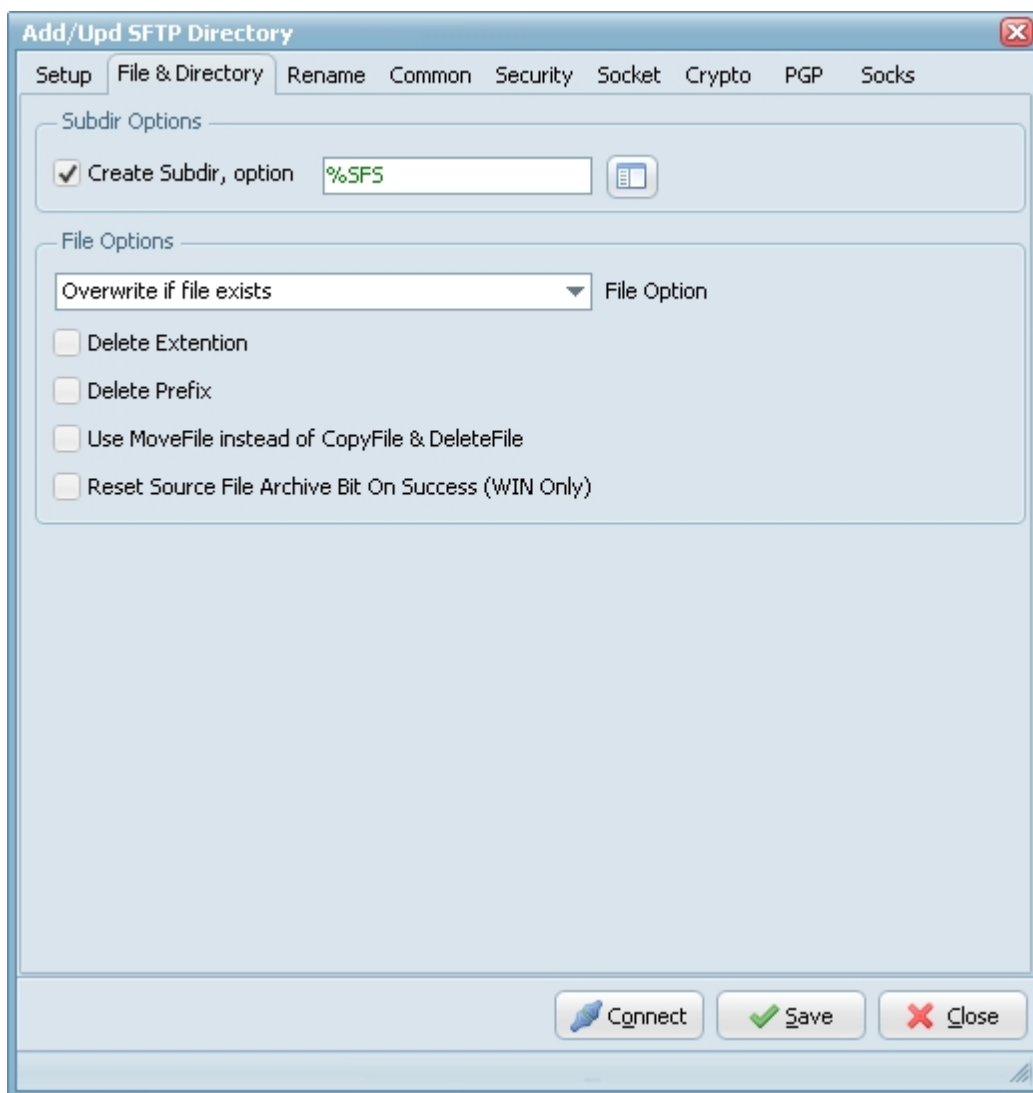 Add/Upd SFTP Directory
Setup File & Directory Rename Common Security Socket Crypto PGP Socks
Subdir Options
Create Subdir, option %SFS
File Options
Overwrite if file exists File Option
Delete Extention
Delete Prefix
Use MoveFile instead of CopyFile & DeleteFile
Reset Source File Archive Bit On Success (WIN Only)
Connect Save Close